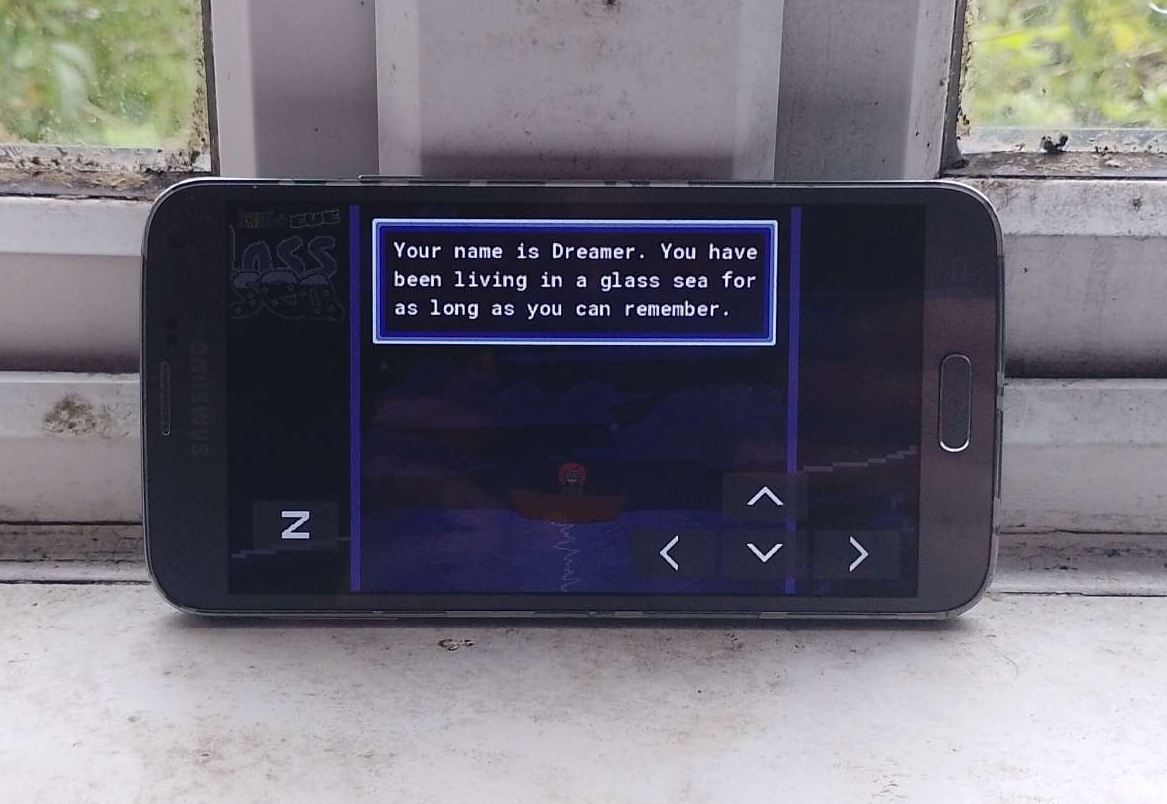 Your name is Dreamer. You have
been living in a glass sea for
as long as you can remember.
Z
SAMSUNG